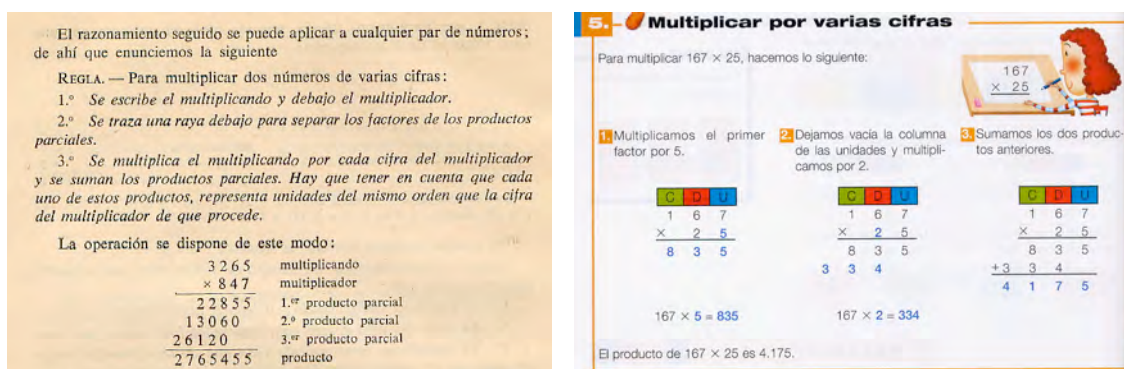 El razonamiento seguido se puede aplicar a cualquier par de números;
de ahí que enunciemos la siguiente
REGLA. — Para multiplicar dos números de varias cifras:
1.º Se escribe el multiplicando y debajo el multiplicador.
2.º Se traza una raya debajo para separar los factores de los productos
parciales.
3.º Se multiplica el multiplicando por cada cifra del multiplicador
y se suman los productos parciales. Hay que tener en cuenta que cada
uno de estos productos, representa unidades del mismo orden que la cifra
del multiplicador de que procede.
La operación se dispone de este modo:
3265 multiplicando
× 847 multiplicador
22855 1.er producto parcial
13060 2.º producto parcial
26120 3.er producto parcial
2765455 producto
5.- Multiplicar por varias cifras
Para multiplicar 167 × 25, hacemos lo siguiente:
167
× 25
1. Multiplicamos el primer
factor por 5.
C D U
1 6 7
× 2 5
8 3 5
167 × 5 = 835
2. Dejamos vacía la columna
de las unidades y multipli-
camos por 2.
C D U
1 6 7
× 2 5
8 3 5
3 3 4
167 × 2 = 334
3. Sumamos los dos produc-
tos anteriores.
C D U
1 6 7
× 2 5
8 3 5
+3 3 4
4 1 7 5
El producto de 167 × 25 es 4.175.